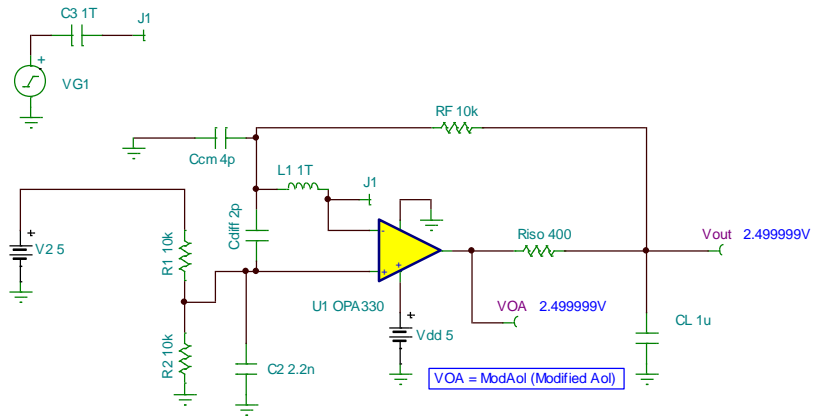 C3 1T
J1
+
VG1
RF 10k
Ccm 4p
L1 1T
J1
Cdiff 2p
-
+
+
+
V2 5
R1 10k
Riso 400
Vout 2.499999V
U1 OPA330
+
VOA 2.499999V
Vdd 5
CL 1u
R2 10k
C2 2.2n
VOA = ModAol (Modified Aol)